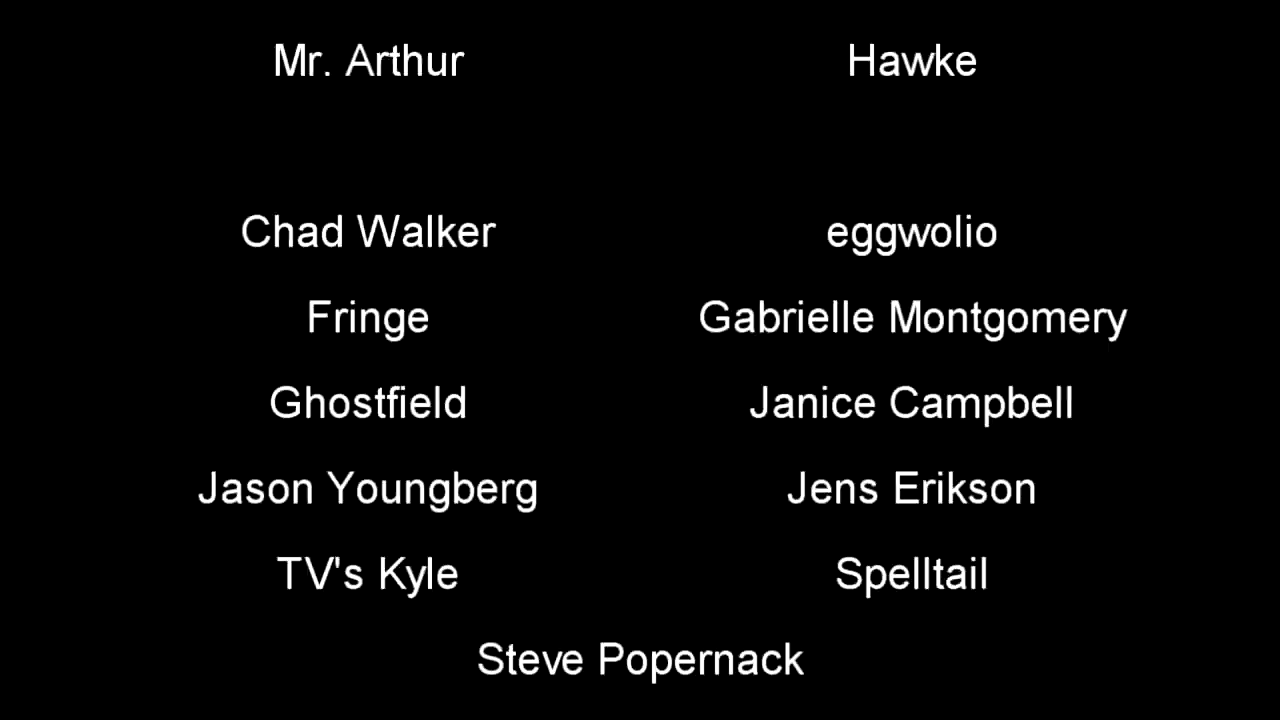 Mr. Arthur Hawke
Chad Walker eggwolio
Fringe Gabrielle Montgomery
Ghostfield Janice Campbell
Jason Youngberg Jens Erikson
TV's Kyle Spelltail
Steve Popernack